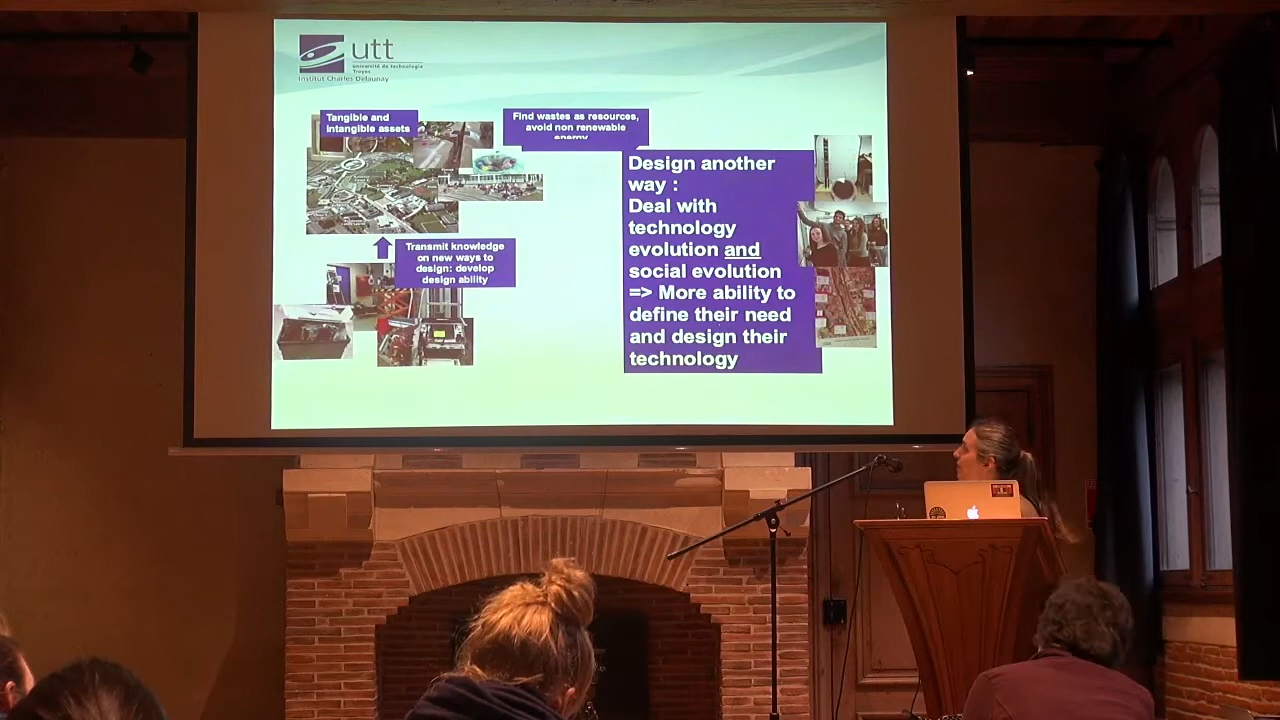 utt
université de technologie
Troyes
Institut Charles Delaunay
Tangible and
intangible assets
Find wastes as resources,
avoid non renewable
energy
Design another
way :
Deal with
technology
evolution and
social evolution
=> More ability to
define their need
and design their
technology
Transmit knowledge
on new ways to
design: develop
design ability